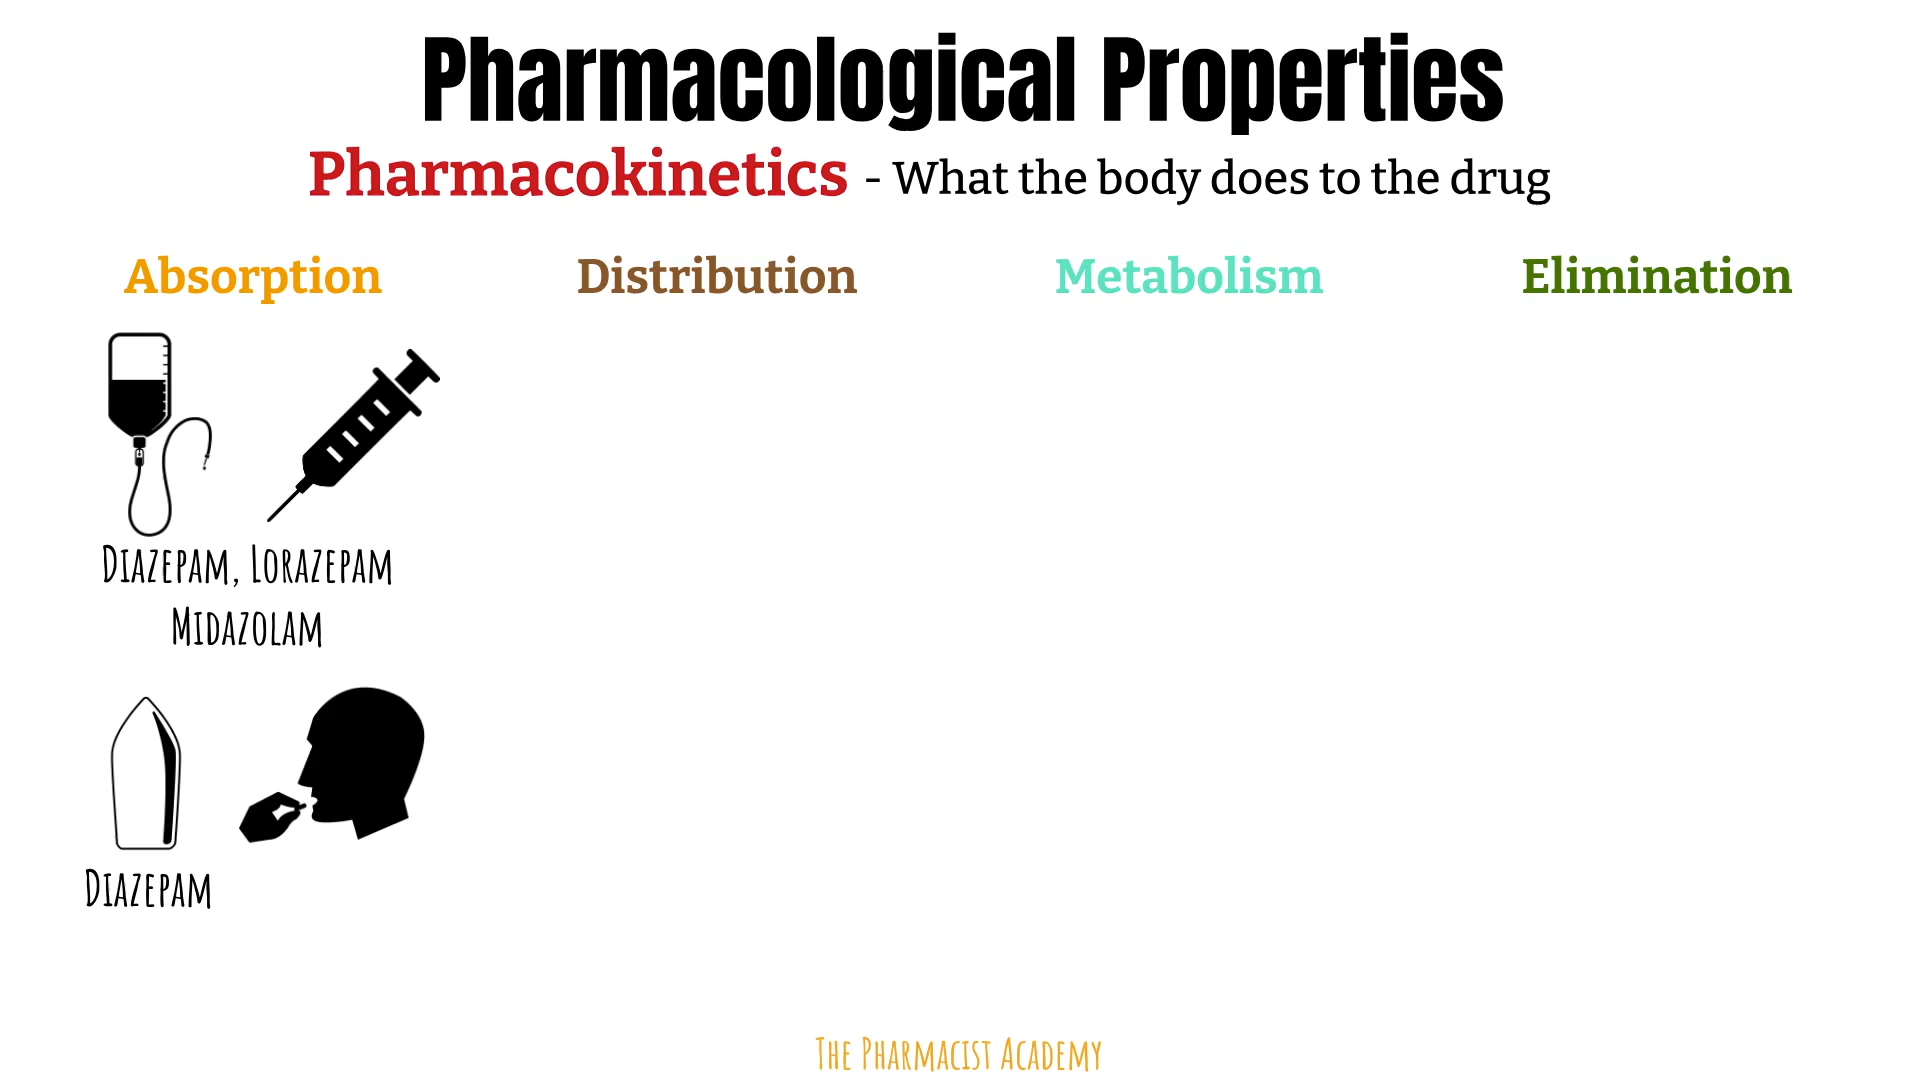 Pharmacological Properties
Pharmacokinetics - What the body does to the drug
Absorption Distribution Metabolism Elimination
Diazepam, Lorazepam
Midazolam
Diazepam
The Pharmacist Academy